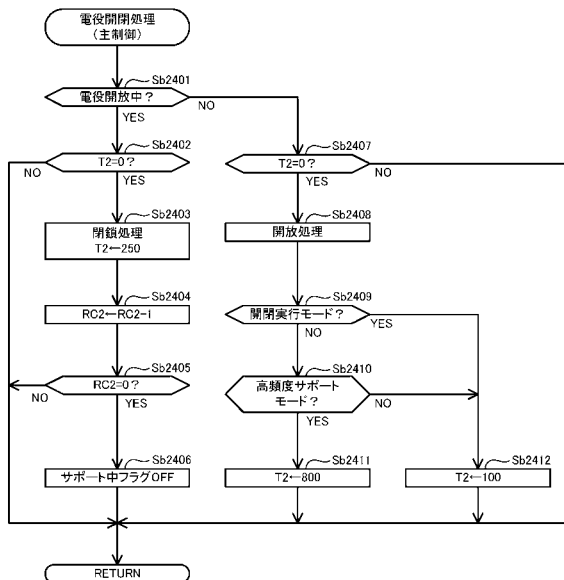 電役開閉処理
(主制御)
Sb2401
電役開放中?
NO
YES
Sb2402
T2=0?
NO
YES
Sb2403
閉鎖処理
T2←250
Sb2404
RC2←RC2-1
Sb2405
RC2=0?
NO
YES
Sb2406
サポート中フラグOFF
Sb2407
T2=0?
NO
YES
Sb2408
開放処理
Sb2409
開閉実行モード?
YES
NO
Sb2410
高頻度サポート
モード?
NO
YES
Sb2411
T2←800
Sb2412
T2←100
RETURN